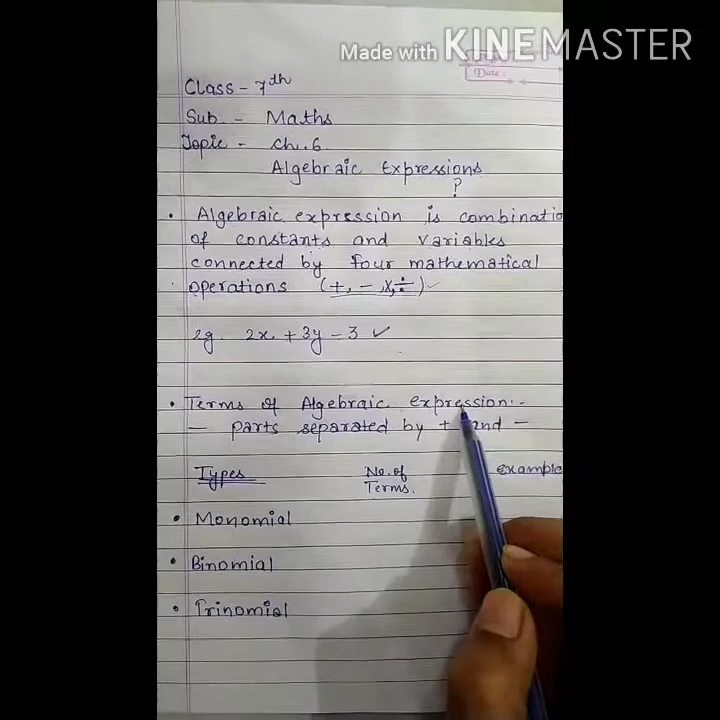 Made with KINEMASTER
Date :
Class - 7th
Sub. - Maths
Topic - Ch. 6
Algebraic Expressions
?
• Algebraic expression is combinatio
of constants and variables
connected by four mathematical
operations (+, -, x, ÷) ✓
eg. 2x + 3y - 3 ✓
• Terms of Algebraic expression:-
- parts separated by + and -
Types No. of Terms. example
• Monomial
• Binomial
• Trinomial